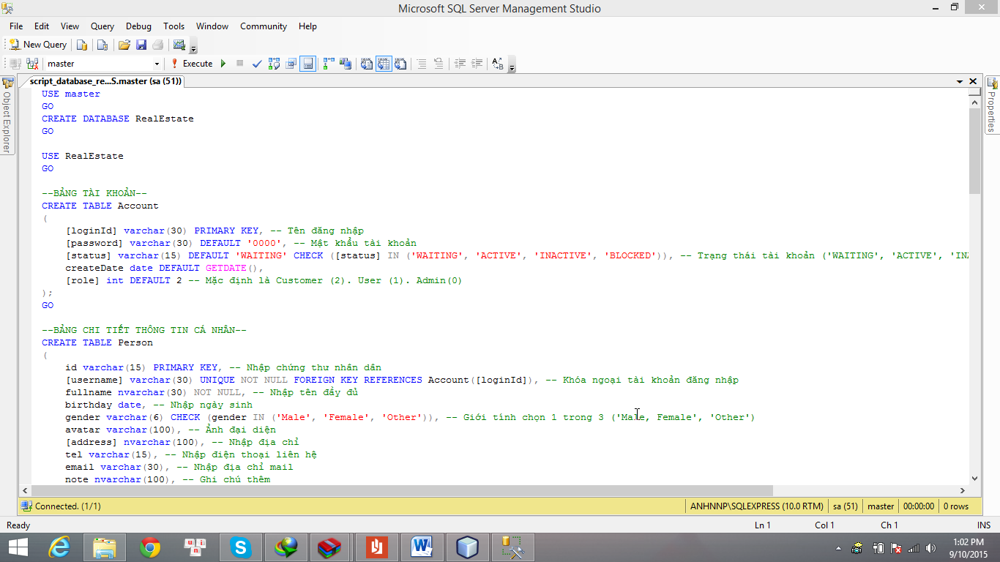 Microsoft SQL Server Management Studio
File Edit View Query Debug Tools Window Community Help
New Query
master Execute
script_database_re...S.master (sa (51))
Object Explorer
Properties
USE master
GO
CREATE DATABASE RealEstate
GO
USE RealEstate
GO
--BẢNG TÀI KHOẢN--
CREATE TABLE Account
(
[loginId] varchar(30) PRIMARY KEY, -- Tên đăng nhập
[password] varchar(30) DEFAULT '0000', -- Mật khẩu tài khoản
[status] varchar(15) DEFAULT 'WAITING' CHECK ([status] IN ('WAITING', 'ACTIVE', 'INACTIVE', 'BLOCKED')), -- Trạng thái tài khoản ('WAITING', 'ACTIVE', 'INA
createDate date DEFAULT GETDATE(),
[role] int DEFAULT 2 -- Mặc định là Customer (2). User (1). Admin(0)
);
GO
--BẢNG CHI TIẾT THÔNG TIN CÁ NHÂN--
CREATE TABLE Person
(
id varchar(15) PRIMARY KEY, -- Nhập chứng thư nhân dân
[username] varchar(30) UNIQUE NOT NULL FOREIGN KEY REFERENCES Account([loginId]), -- Khóa ngoại tài khoản đăng nhập
fullname nvarchar(30) NOT NULL, -- Nhập tên đầy đủ
birthday date, -- Nhập ngày sinh
gender varchar(6) CHECK (gender IN ('Male', 'Female', 'Other')), -- Giới tính chọn 1 trong 3 ('Male, Female', 'Other')
avatar varchar(100), -- Ảnh đại diện
[address] nvarchar(100), -- Nhập địa chỉ
tel varchar(15), -- Nhập điện thoại liên hệ
email varchar(30), -- Nhập địa chỉ mail
note nvarchar(100), -- Ghi chú thêm
Connected. (1/1) ANHNNP\SQLEXPRESS (10.0 RTM) sa (51) master 00:00:00 0 rows
Ready Ln 1 Col 1 Ch 1 INS
1:02 PM
9/10/2015